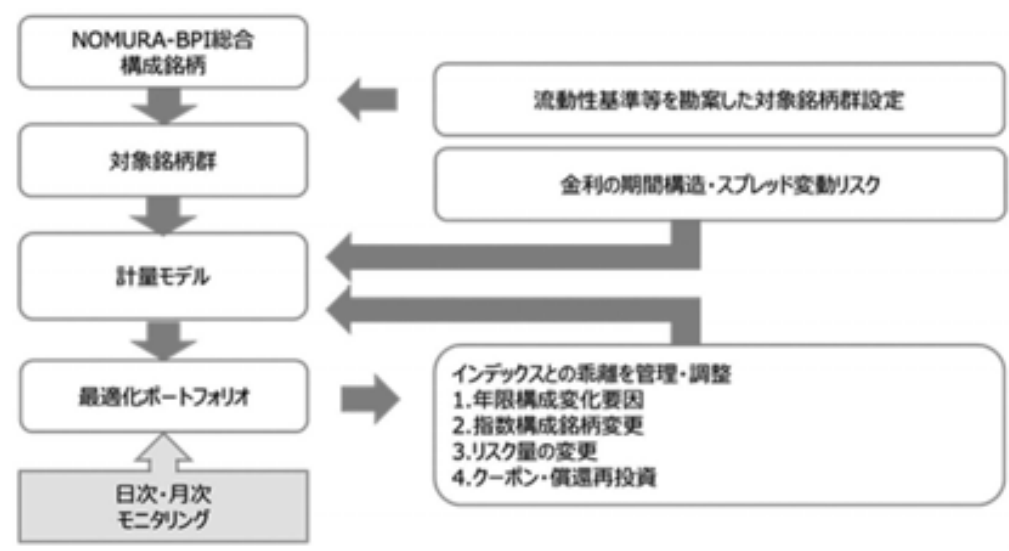 NOMURA-BPI総合
構成銘柄
流動性基準等を勘案した対象銘柄群設定
対象銘柄群
金利の期間構造・スプレッド変動リスク
計量モデル
最適化ポートフォリオ
インデックスとの乖離を管理・調整
1.年限構成変化要因
2.指数構成銘柄変更
3.リスク量の変更
4.クーポン・償還再投資
日次・月次
モニタリング